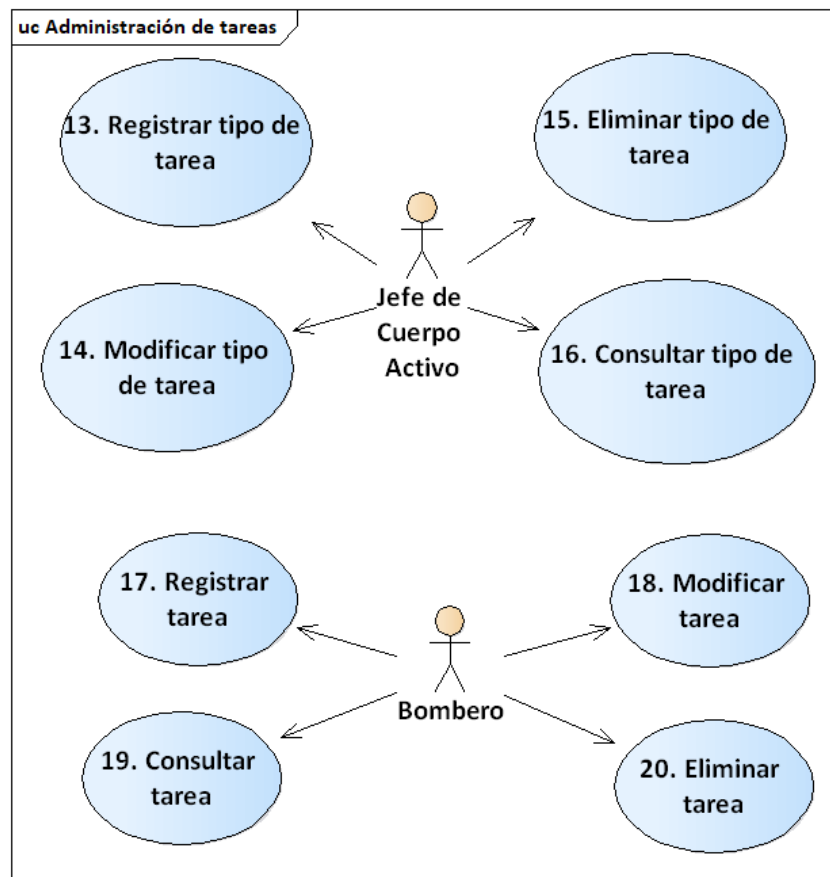 uc Administración de tareas
13. Registrar tipo de
tarea
15. Eliminar tipo de
tarea
Jefe de
Cuerpo
Activo
14. Modificar tipo
de tarea
16. Consultar tipo de
tarea
17. Registrar
tarea
18. Modificar
tarea
Bombero
19. Consultar
tarea
20. Eliminar
tarea